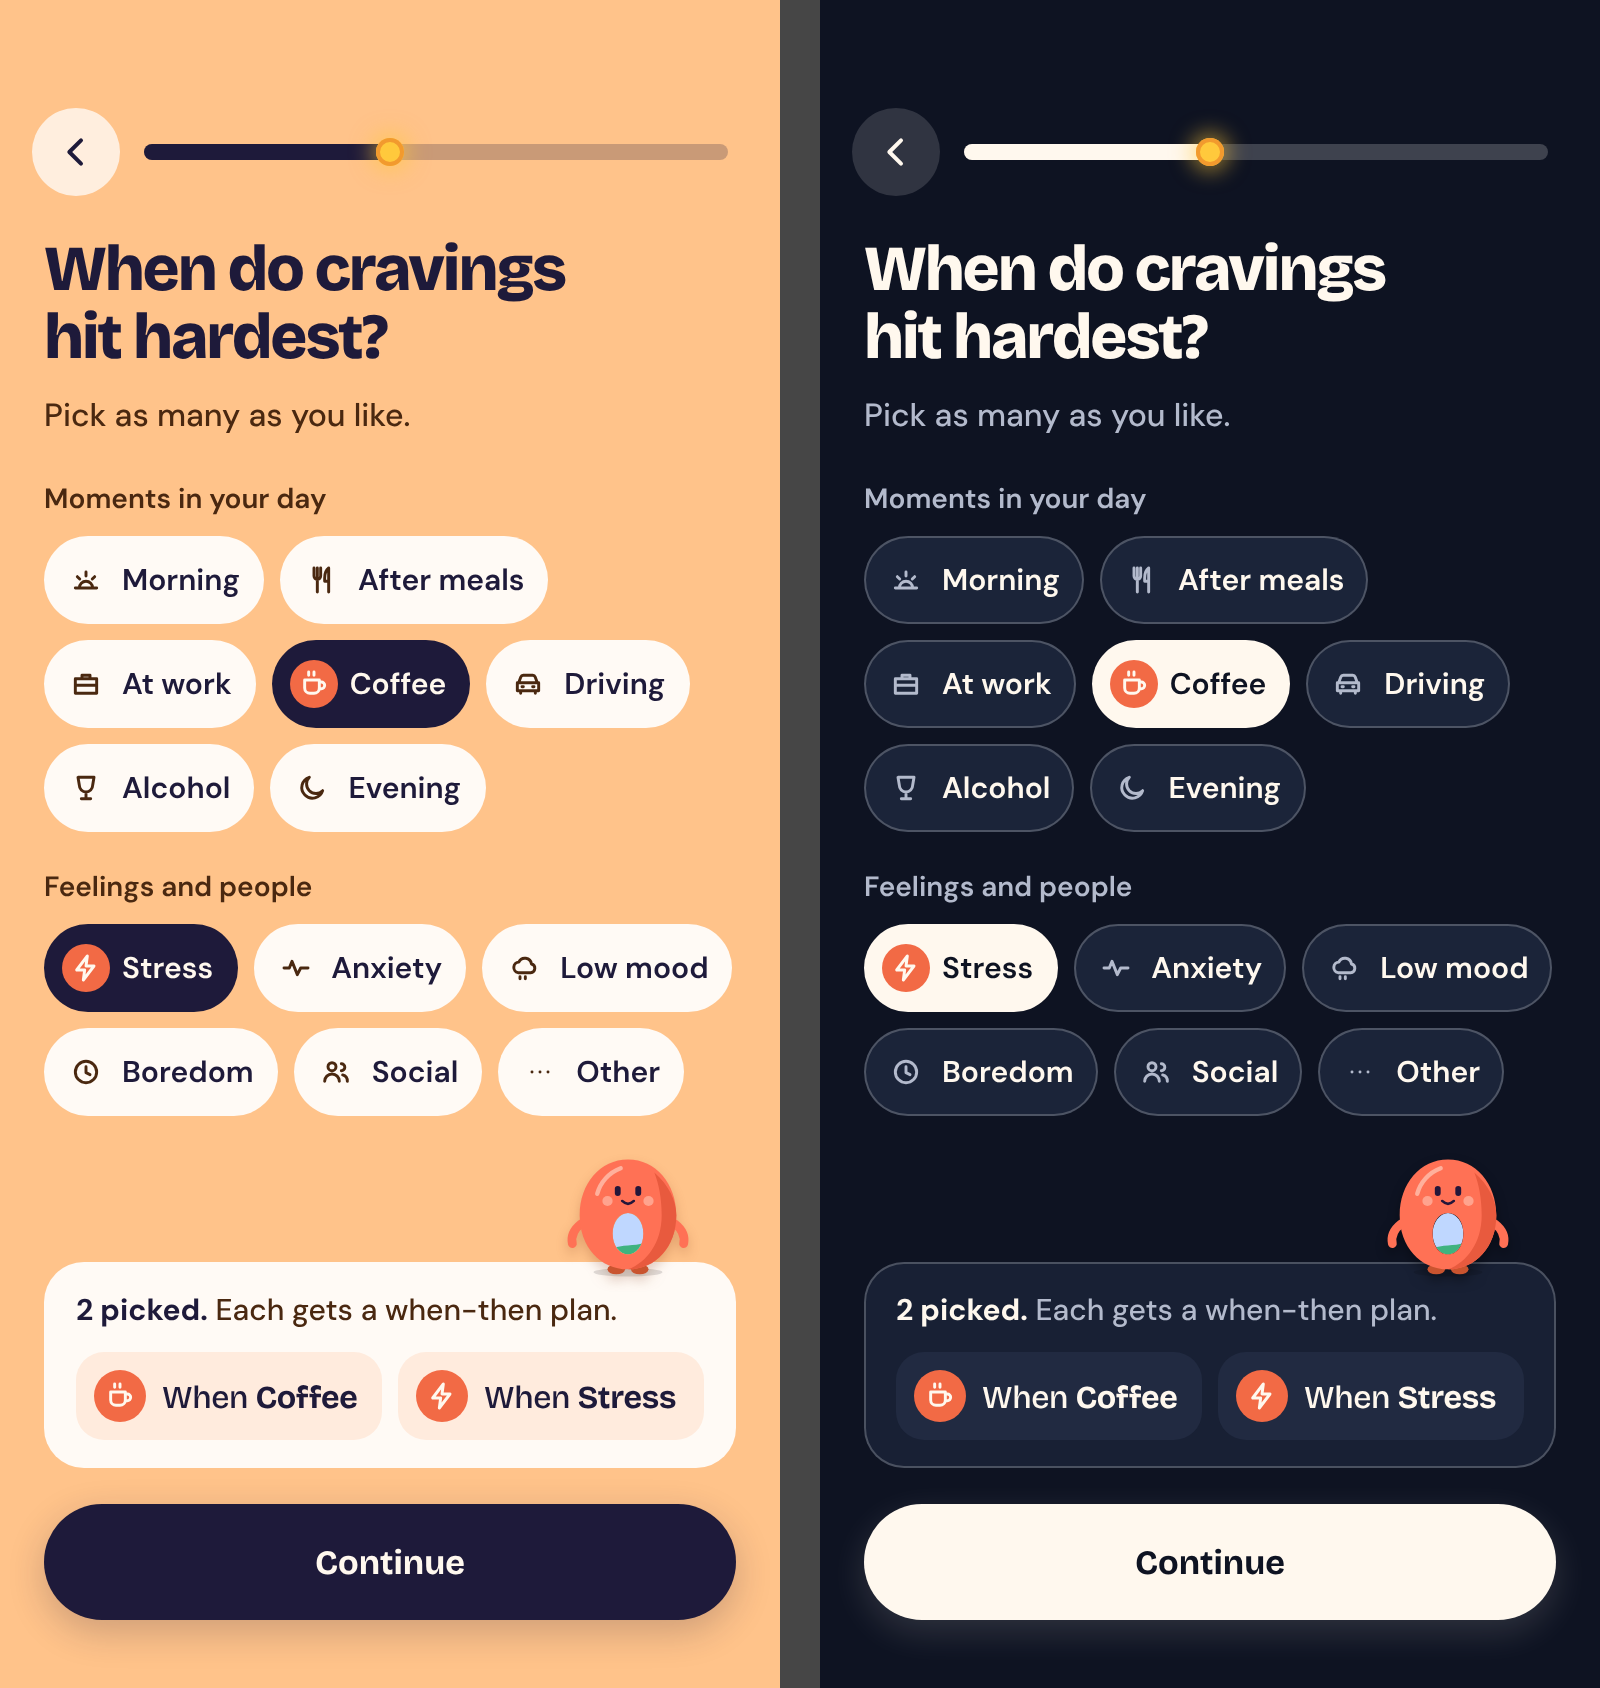 When do cravings
hit hardest?
Pick as many as you like.
Moments in your day
Morning After meals
At work Coffee Driving
Alcohol Evening
Feelings and people
Stress Anxiety Low mood
Boredom Social Other
2 picked. Each gets a when-then plan.
When Coffee When Stress
Continue
When do cravings
hit hardest?
Pick as many as you like.
Moments in your day
Morning After meals
At work Coffee Driving
Alcohol Evening
Feelings and people
Stress Anxiety Low mood
Boredom Social Other
2 picked. Each gets a when-then plan.
When Coffee When Stress
Continue